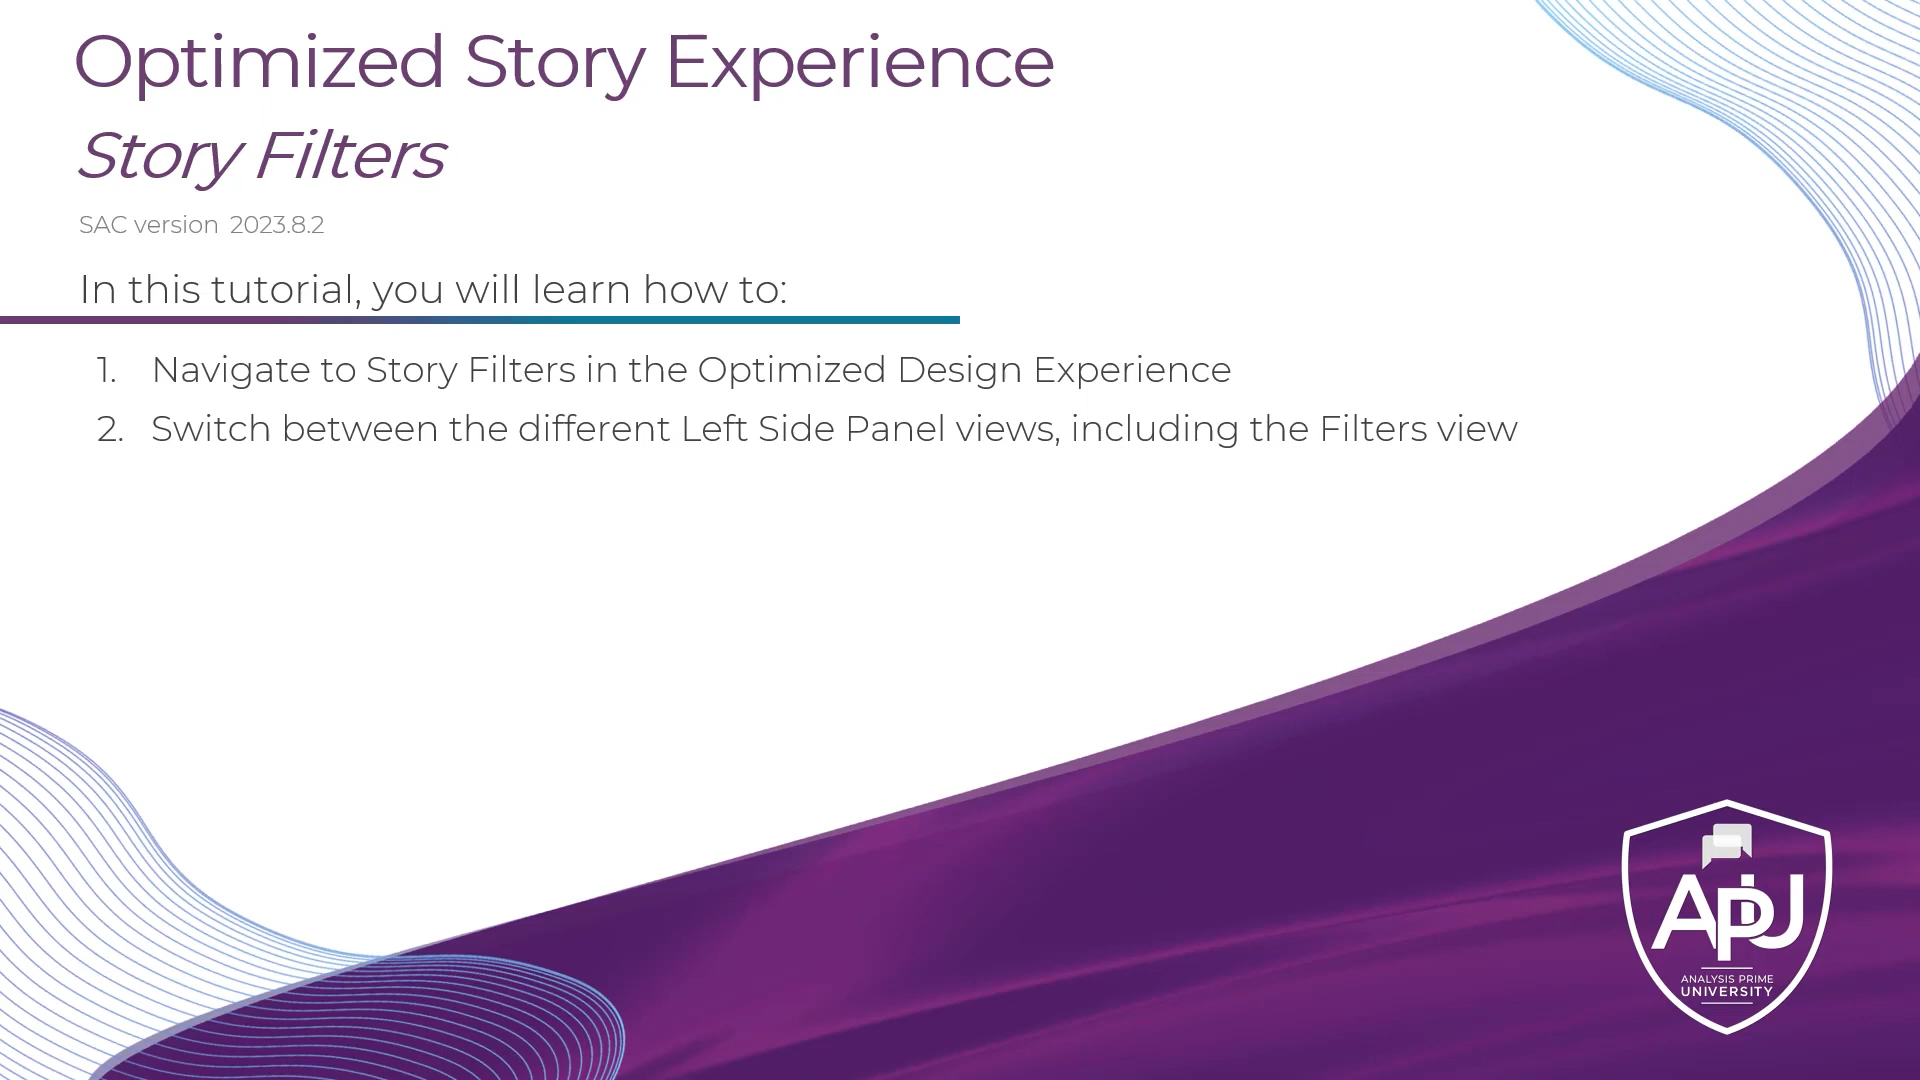 Optimized Story Experience
Story Filters
SAC version 2023.8.2
In this tutorial, you will learn how to:
1. Navigate to Story Filters in the Optimized Design Experience
2. Switch between the different Left Side Panel views, including the Filters view
APU
ANALYSIS PRIME
UNIVERSITY